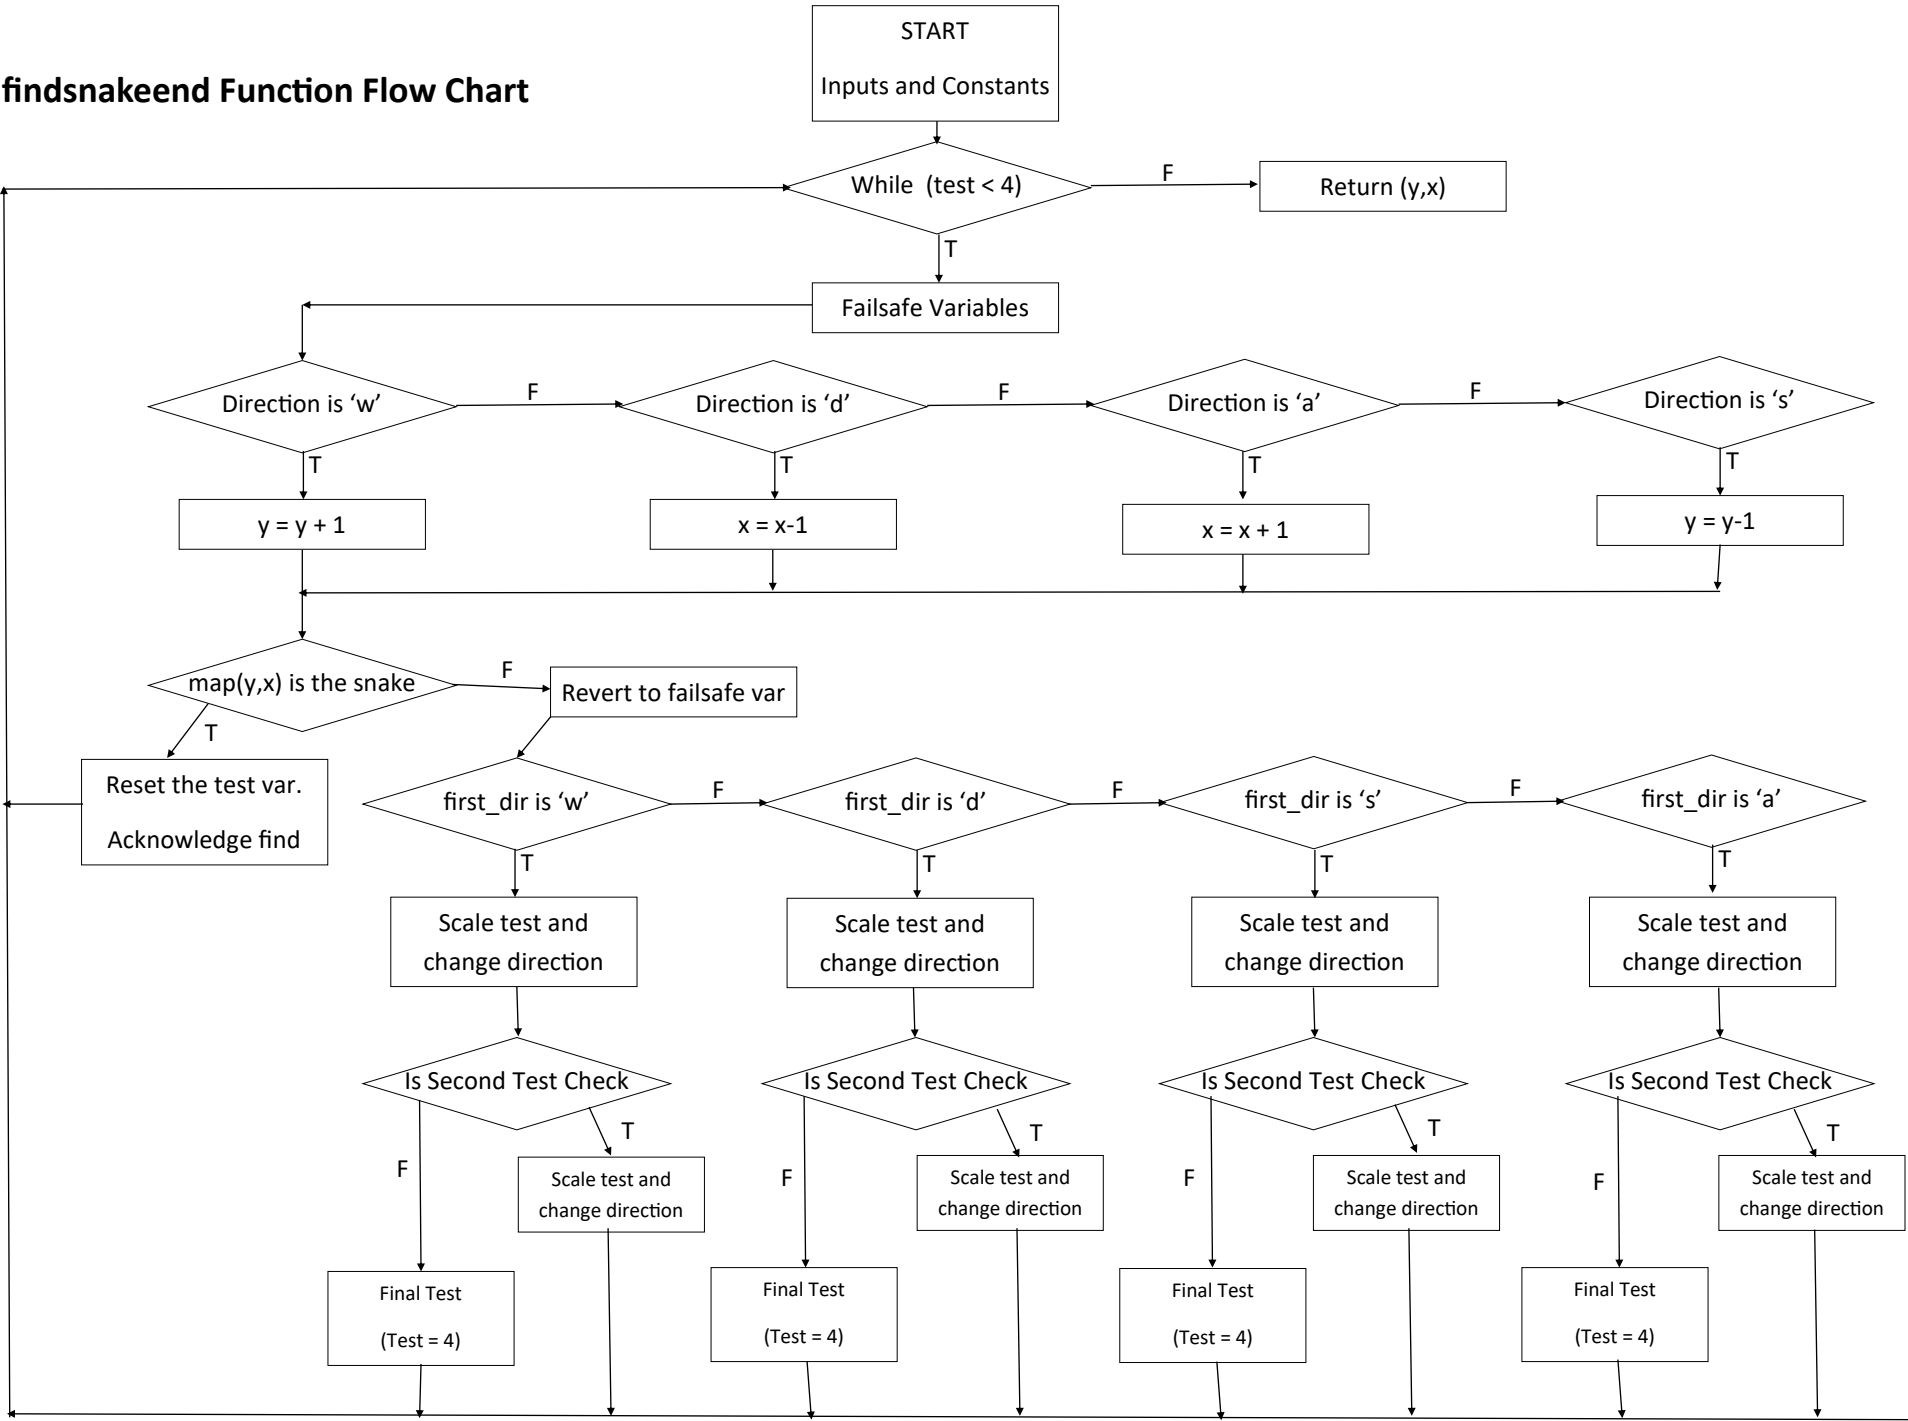 START
Inputs and Constants
findsnakeend Function Flow Chart
While (test < 4)
F
Return (y,x)
T
Failsafe Variables
Direction is ‘w’
F
Direction is ‘d’
F
Direction is ‘a’
F
Direction is ‘s’
T
T
T
T
y = y + 1
x = x-1
x = x + 1
y = y-1
map(y,x) is the snake
F
Revert to failsafe var
T
Reset the test var.
Acknowledge find
first_dir is ‘w’
F
first_dir is ‘d’
F
first_dir is ‘s’
F
first_dir is ‘a’
T
T
T
T
Scale test and
change direction
Scale test and
change direction
Scale test and
change direction
Scale test and
change direction
Is Second Test Check
Is Second Test Check
Is Second Test Check
Is Second Test Check
F
T
Scale test and
change direction
F
T
Scale test and
change direction
F
T
Scale test and
change direction
F
T
Scale test and
change direction
Final Test
(Test = 4)
Final Test
(Test = 4)
Final Test
(Test = 4)
Final Test
(Test = 4)